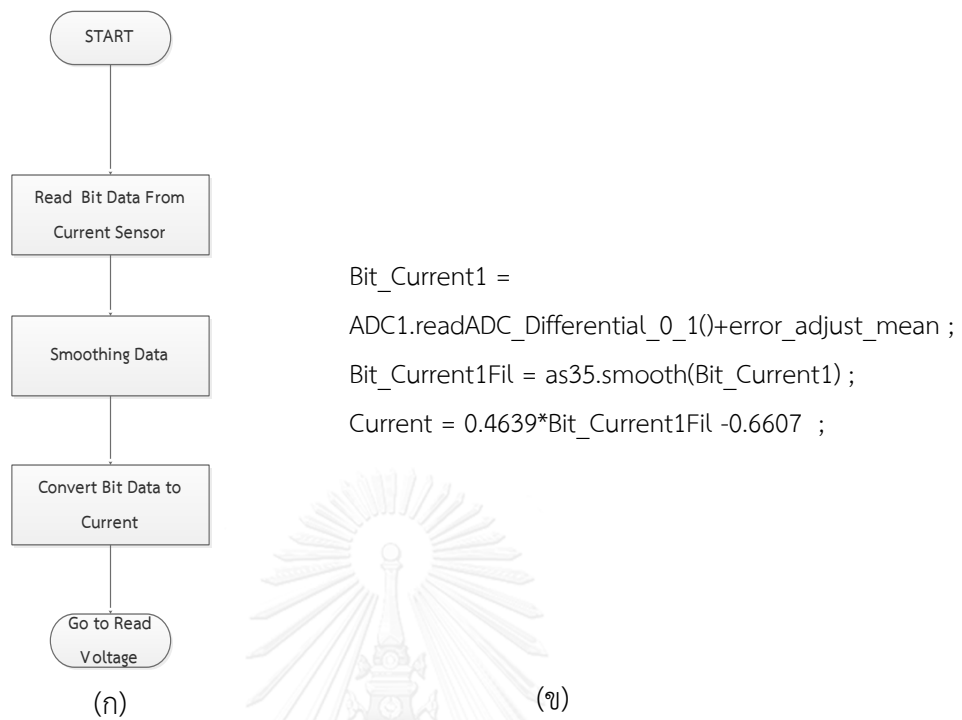 START
Read Bit Data From
Current Sensor
Smoothing Data
Convert Bit Data to
Current
Go to Read
Voltage
(ก)
Bit_Current1 =
ADC1.readADC_Differential_0_1()+error_adjust_mean ;
Bit_Current1Fil = as35.smooth(Bit_Current1) ;
Current = 0.4639*Bit_Current1Fil -0.6607 ;
(ข)